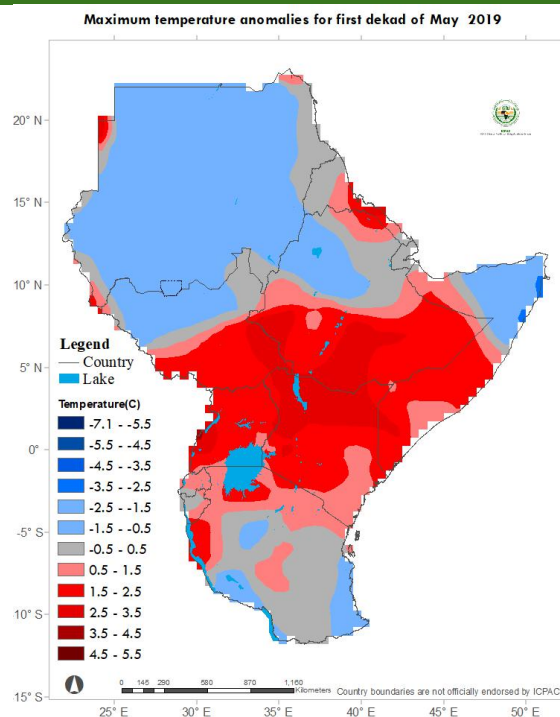 Maximum temperature anomalies for first dekad of May 2019
20° N
15° N
10° N
5° N
0°
-5° S
10° S
15° S
Legend
Country
Lake
Temperature(C)
-7.1 - -5.5
-5.5 - -4.5
-4.5 - -3.5
-3.5 - -2.5
-2.5 - -1.5
-1.5 - -0.5
-0.5 - 0.5
0.5 - 1.5
1.5 - 2.5
2.5 - 3.5
3.5 - 4.5
4.5 - 5.5
0 145 290 580 870 1,160
Kilometers
Country boundaries are not officially endorsed by ICPAC
25° E 30° E 35° E 40° E 45° E 50° E